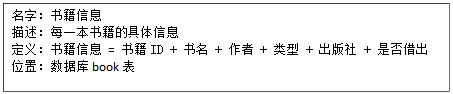 名字：书籍信息
描述：每一本书籍的具体信息
定义：书籍信息 = 书籍 ID + 书名 + 作者 + 类型 + 出版社 + 是否借出
位置：数据库 book 表